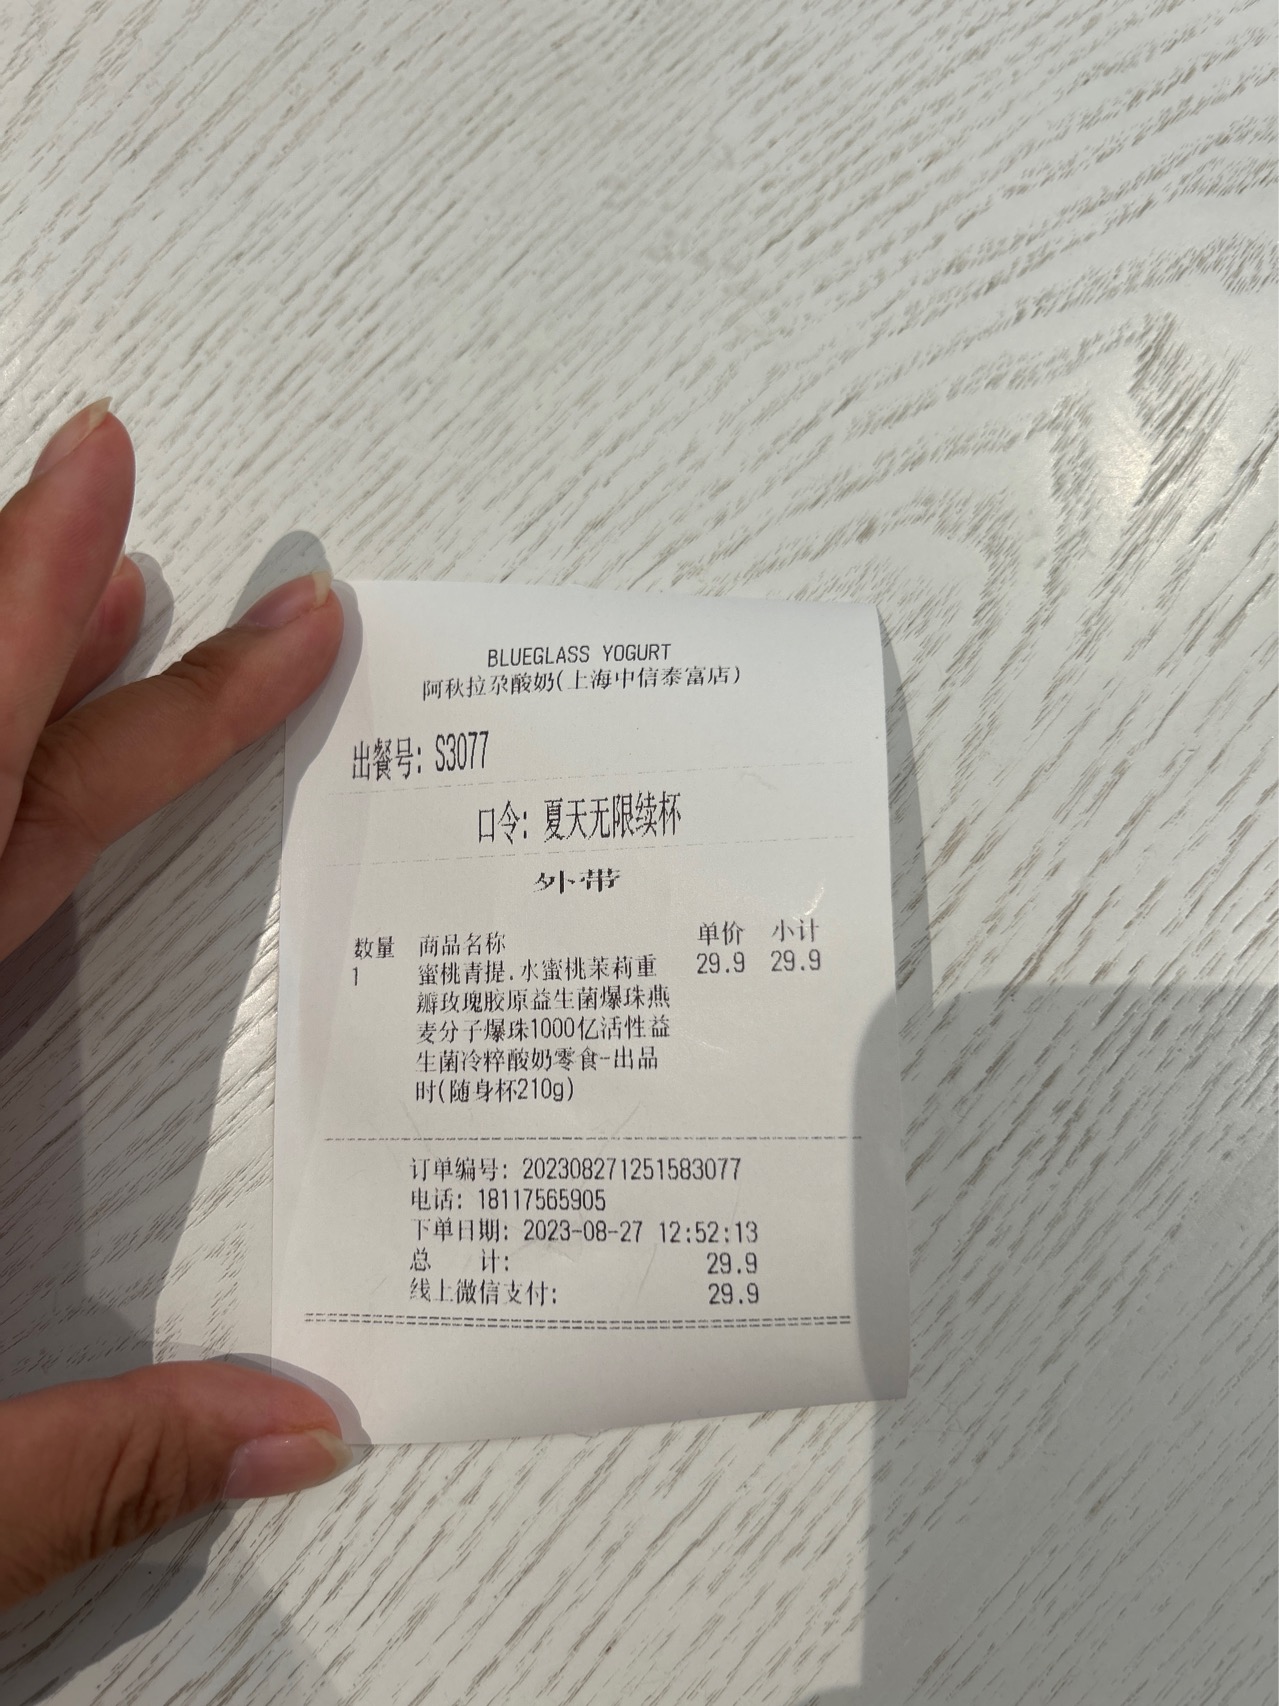 BLUEGLASS YOGURT
阿秋拉尕酸奶(上海中信泰富店)
出餐号: S3077
口令: 夏天无限续杯
外带
数量 商品名称 单价 小计
1 蜜桃青提.水蜜桃茉莉重 29.9 29.9
瓣玫瑰胶原益生菌爆珠燕
麦分子爆珠1000亿活性益
生菌冷粹酸奶零食-出品
时(随身杯210g)
订单编号: 202308271251583077
电话: 18117565905
下单日期: 2023-08-27 12:52:13
总 计: 29.9
线上微信支付: 29.9